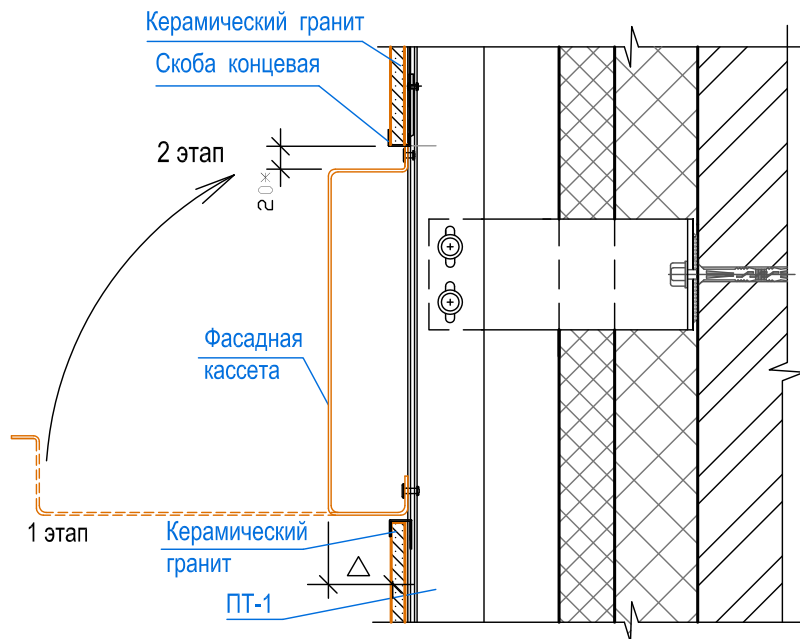 Керамический гранит
Скоба концевая
2 этап
20*
Фасадная
кассета
1 этап
Керамический
гранит
△
ПТ-1